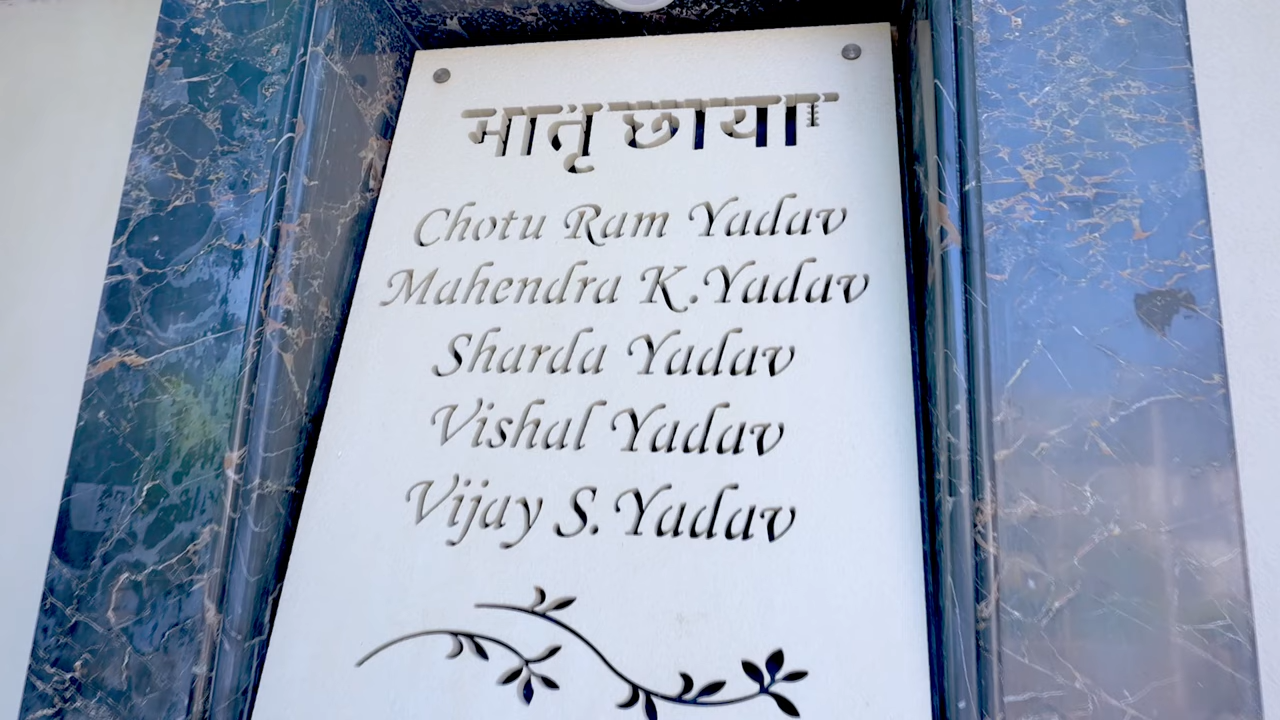 मातृ छाया
Chotu Ram Yadav
Mahendra K.Yadav
Sharda Yadav
Vishal Yadav
Vijay S.Yadav